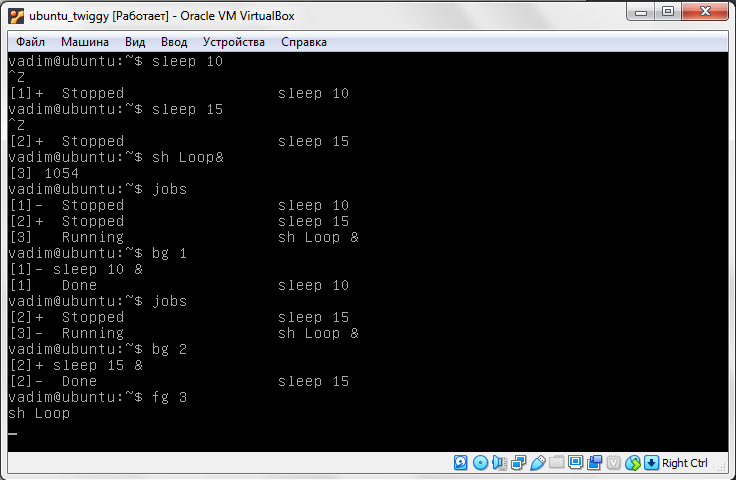 ubuntu_twiggy [Работает] - Oracle VM VirtualBox
Файл Машина Вид Ввод Устройства Справка
vadim@ubuntu:~$ sleep 10
^Z
[1]+  Stopped                 sleep 10
vadim@ubuntu:~$ sleep 15
^Z
[2]+  Stopped                 sleep 15
vadim@ubuntu:~$ sh Loop&
[3] 1054
vadim@ubuntu:~$ jobs
[1]-  Stopped                 sleep 10
[2]+  Stopped                 sleep 15
[3]   Running                 sh Loop &
vadim@ubuntu:~$ bg 1
[1]- sleep 10 &
[1]   Done                    sleep 10
vadim@ubuntu:~$ jobs
[2]+  Stopped                 sleep 15
[3]-  Running                 sh Loop &
vadim@ubuntu:~$ bg 2
[2]+ sleep 15 &
[2]-  Done                    sleep 15
vadim@ubuntu:~$ fg 3
sh Loop
Right Ctrl